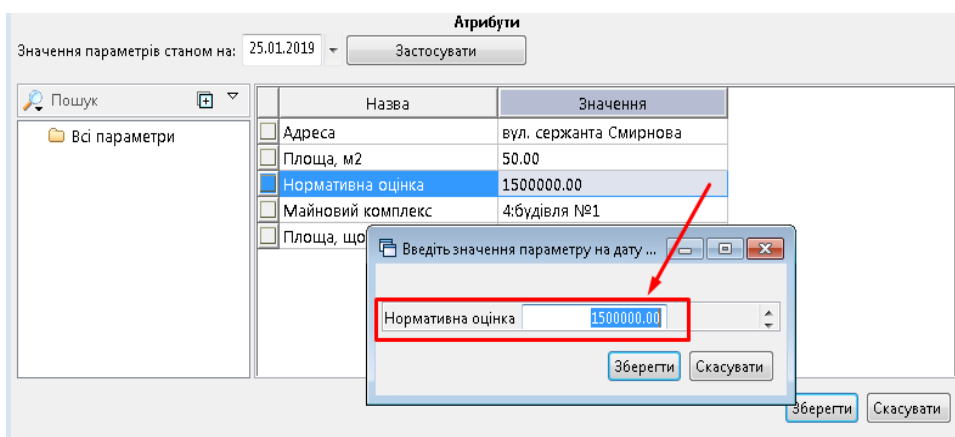 Атрибути
Значення параметрів станом на: 25.01.2019 Застосувати
Пошук
Всі параметри
Назва Значення
Адреса вул. сержанта Смирнова
Площа, м2 50.00
Нормативна оцінка 1500000.00
Майновий комплекс 4:будівля №1
Площа, що
Введіть значення параметру на дату ...
Нормативна оцінка 1500000.00
Зберегти Скасувати
Зберегти Скасувати